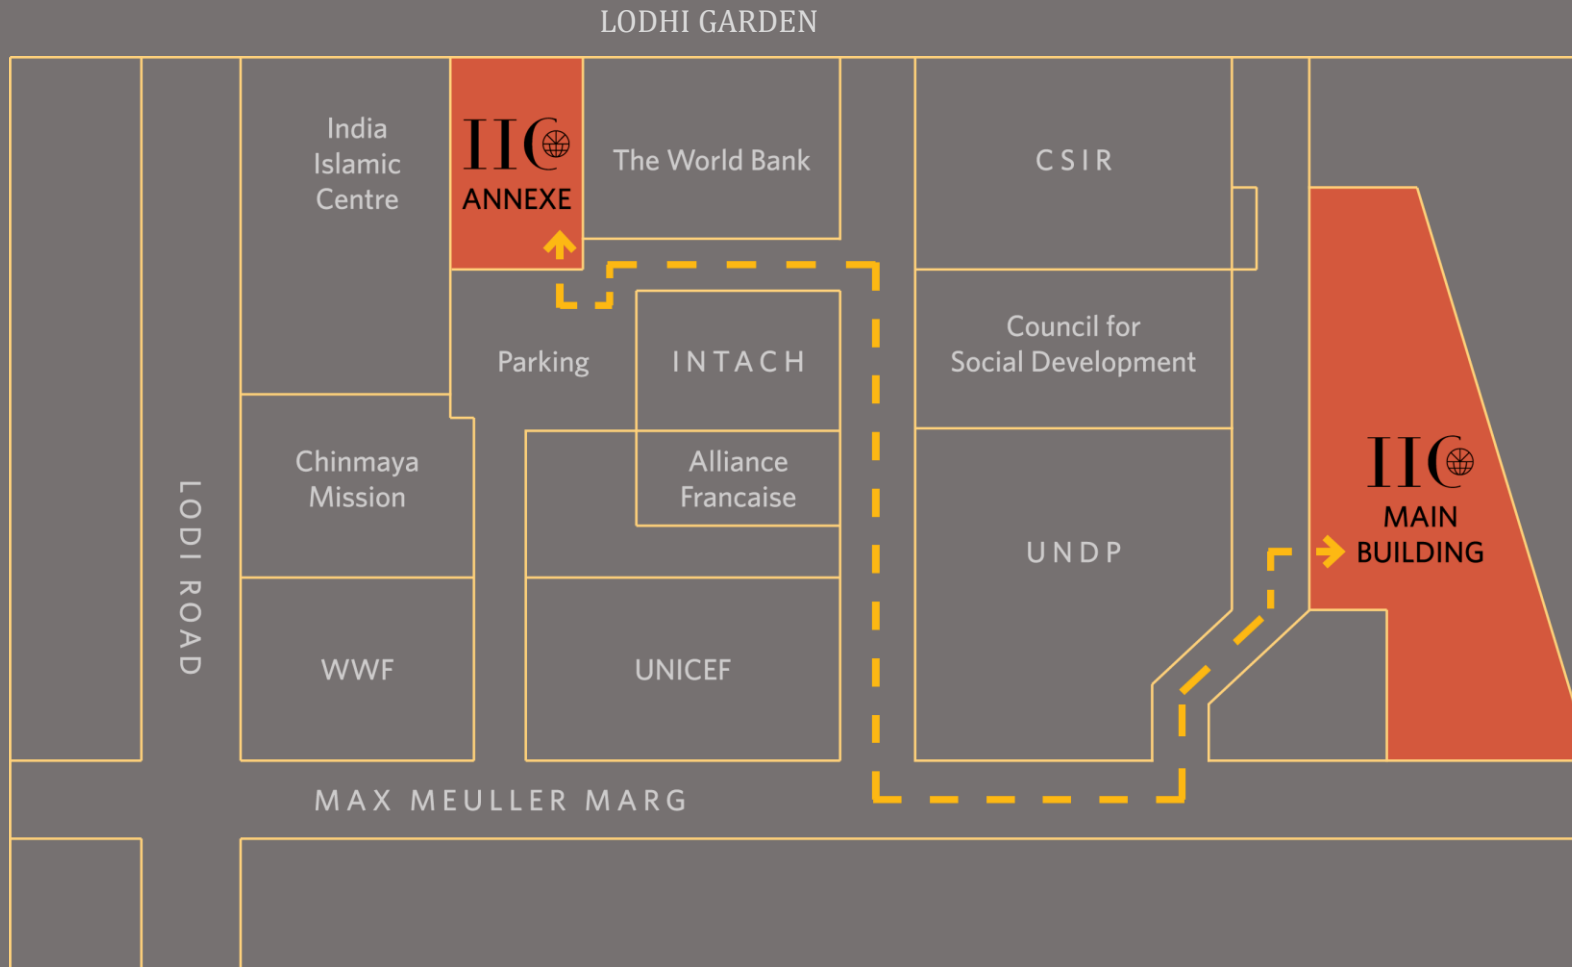 LODHI GARDEN
India
Islamic
Centre
IIC
ANNEXE
The World Bank
CSIR
Parking
INTACH
Council for
Social Development
Chinmaya
Mission
Alliance
Francaise
UNDP
IIC
MAIN
BUILDING
LODI ROAD
WWF
UNICEF
MAX MEULLER MARG